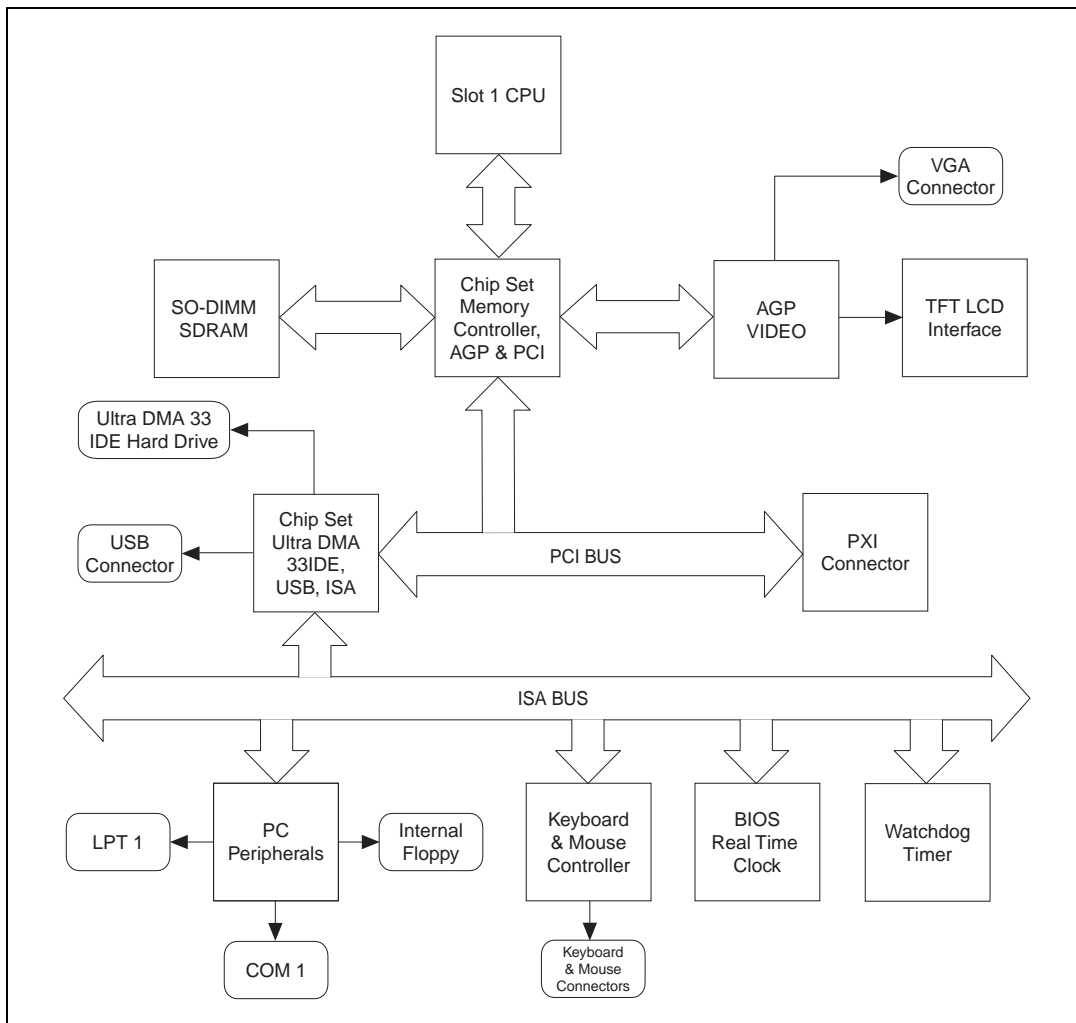 Slot 1 CPU
VGA
Connector
SO-DIMM
SDRAM
Chip Set
Memory
Controller,
AGP & PCI
AGP
VIDEO
TFT LCD
Interface
Ultra DMA 33
IDE Hard Drive
USB
Connector
Chip Set
Ultra DMA
33IDE,
USB, ISA
PCI BUS
PXI
Connector
ISA BUS
LPT 1
PC
Peripherals
Internal
Floppy
Keyboard
& Mouse
Controller
BIOS
Real Time
Clock
Watchdog
Timer
COM 1
Keyboard
& Mouse
Connectors